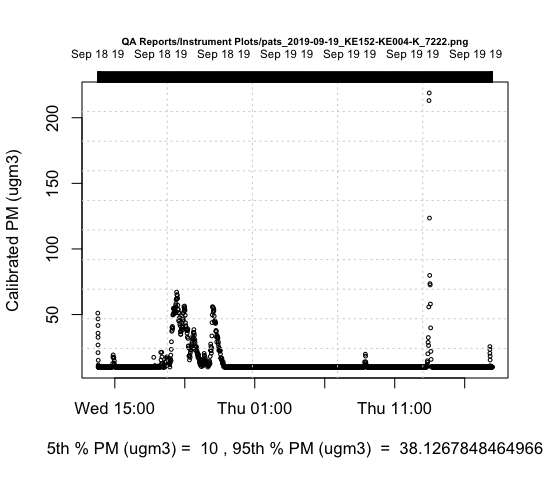 QA Reports/Instrument Plots/pats_2019-09-19_KE152-KE004-K_7222.png
Sep 18 19 Sep 18 19 Sep 18 19 Sep 18 19 Sep 19 19 Sep 19 19 Sep 19 19
200
150
100
50
Calibrated PM (ugm3)
Wed 15:00 Thu 01:00 Thu 11:00
5th % PM (ugm3) = 10 , 95th % PM (ugm3) = 38.1267848464966